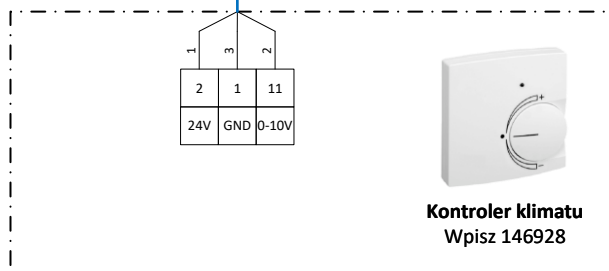 1 3 2
2 1 11
24V GND 0-10V
+
-
Kontroler klimatu
Wpisz 146928